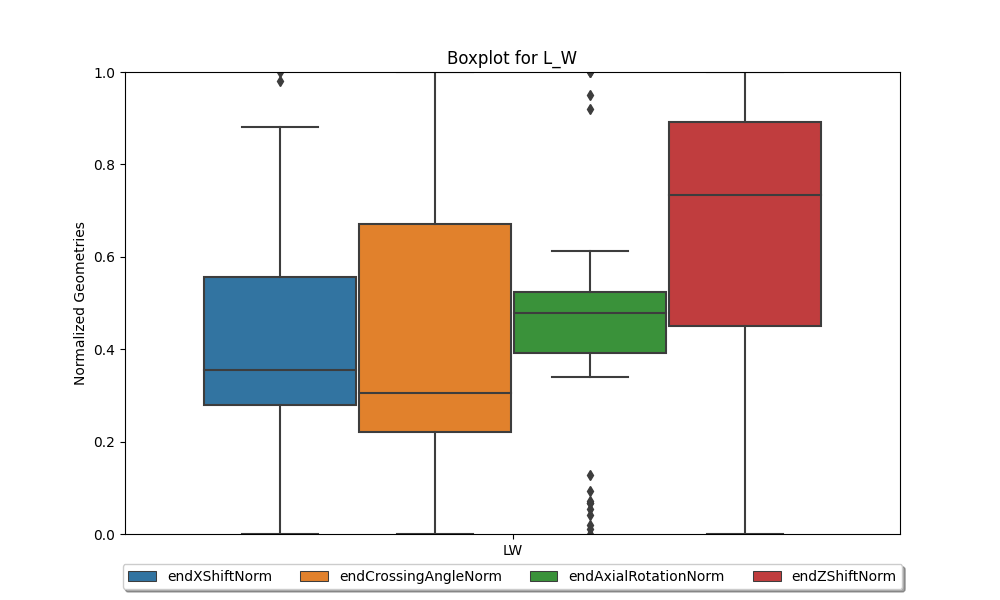 Boxplot for L_W
1.0
0.8
0.6
0.4
0.2
0.0
Normalized Geometries
LW
endXShiftNorm endCrossingAngleNorm endAxialRotationNorm endZShiftNorm